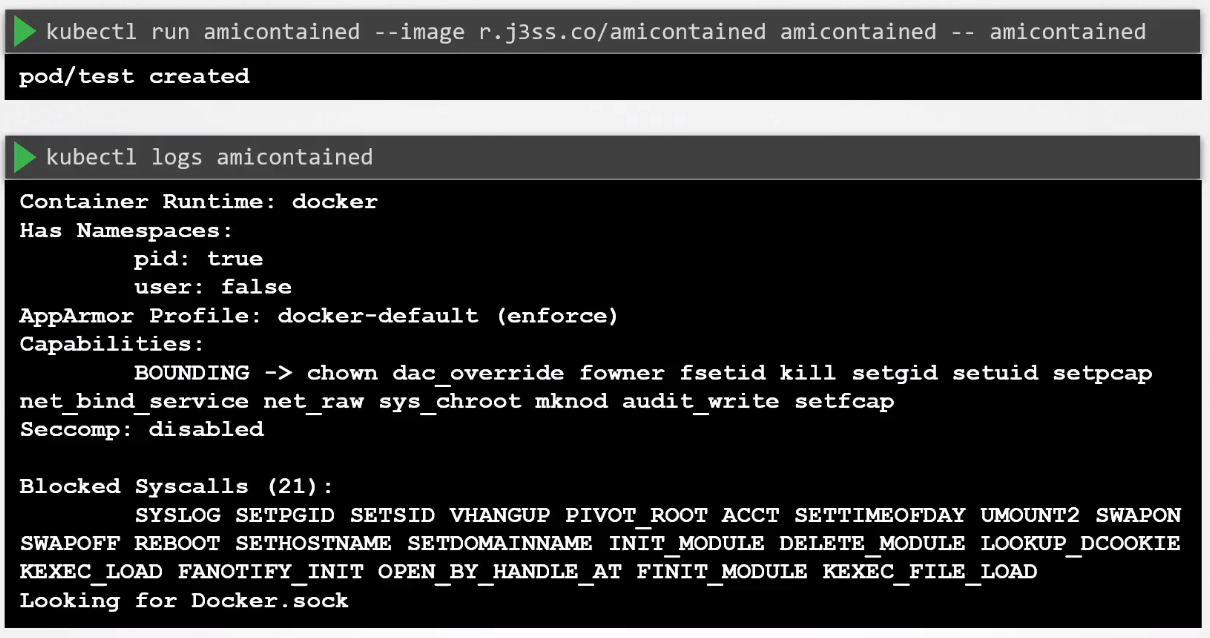 kubectl run amicontained --image r.j3ss.co/amicontained amicontained -- amicontained
pod/test created
kubectl logs amicontained
Container Runtime: docker
Has Namespaces:
        pid: true
        user: false
AppArmor Profile: docker-default (enforce)
Capabilities:
        BOUNDING -> chown dac_override fowner fsetid kill setgid setuid setpcap
net_bind_service net_raw sys_chroot mknod audit_write setfcap
Seccomp: disabled

Blocked Syscalls (21):
        SYSLOG SETPGID SETSID VHANGUP PIVOT_ROOT ACCT SETTIMEOFDAY UMOUNT2 SWAPON
SWAPOFF REBOOT SETHOSTNAME SETDOMAINNAME INIT_MODULE DELETE_MODULE LOOKUP_DCOOKIE
KEXEC_LOAD FANOTIFY_INIT OPEN_BY_HANDLE_AT FINIT_MODULE KEXEC_FILE_LOAD
Looking for Docker.sock